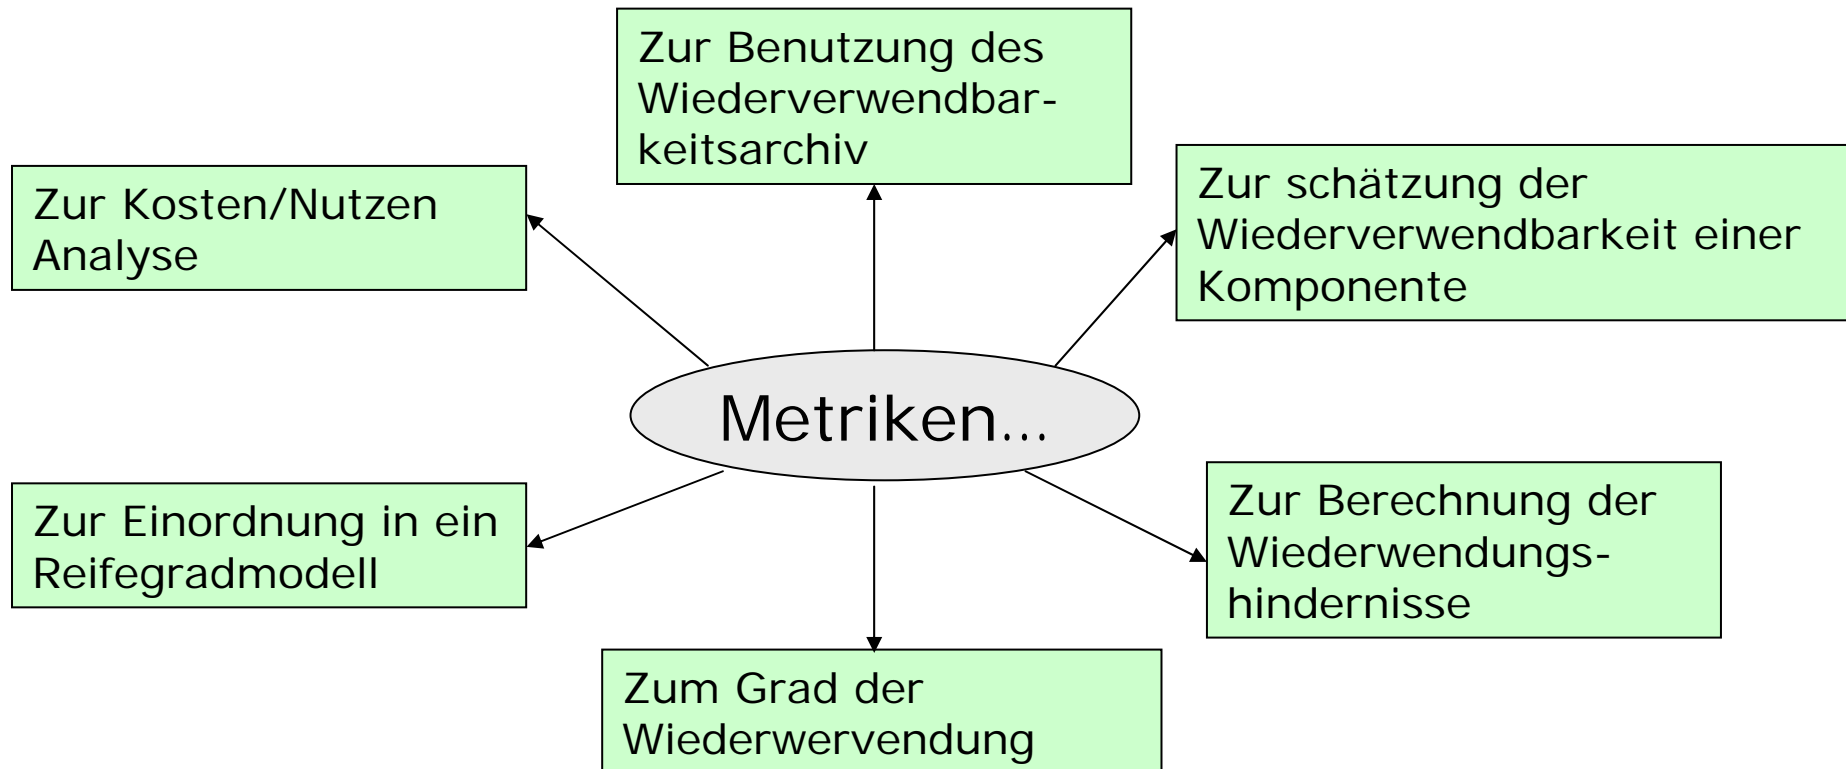 Zur Benutzung des
Wiederverwendbar-
keitsarchiv
Zur Kosten/Nutzen
Analyse
Zur schätzung der
Wiederverwendbarkeit einer
Komponente
Metriken...
Zur Einordnung in ein
Reifegradmodell
Zur Berechnung der
Wiederwendungs-
hindernisse
Zum Grad der
Wiederwervendung